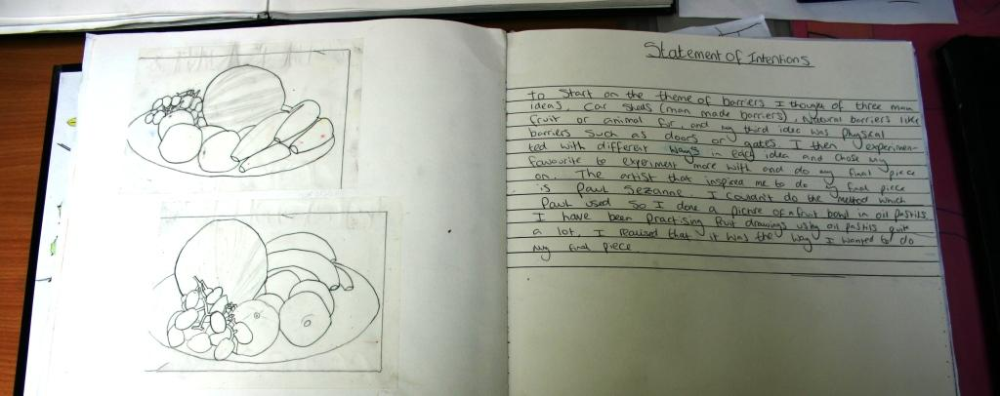 Statement of Intentions
To start on the theme of barriers I thought of three main
ideas. Car sheds (man made barriers), Natural barriers like
fruit or animal fur, and my third idea was physical
barriers such as doors or gates. I then experimen-
ted with different ways in each idea and chose my
favourite to experiment more with and do my final piece
on. The artist that inspired me to do my final piece
is Paul Sezanne. I couldn't do the method which
Paul used so I done a picture of a fruit bowl in oil pastils.
I have been practising fruit drawings using oil pastils quite
a lot. I realised that it was the way I wanted to do
my final piece